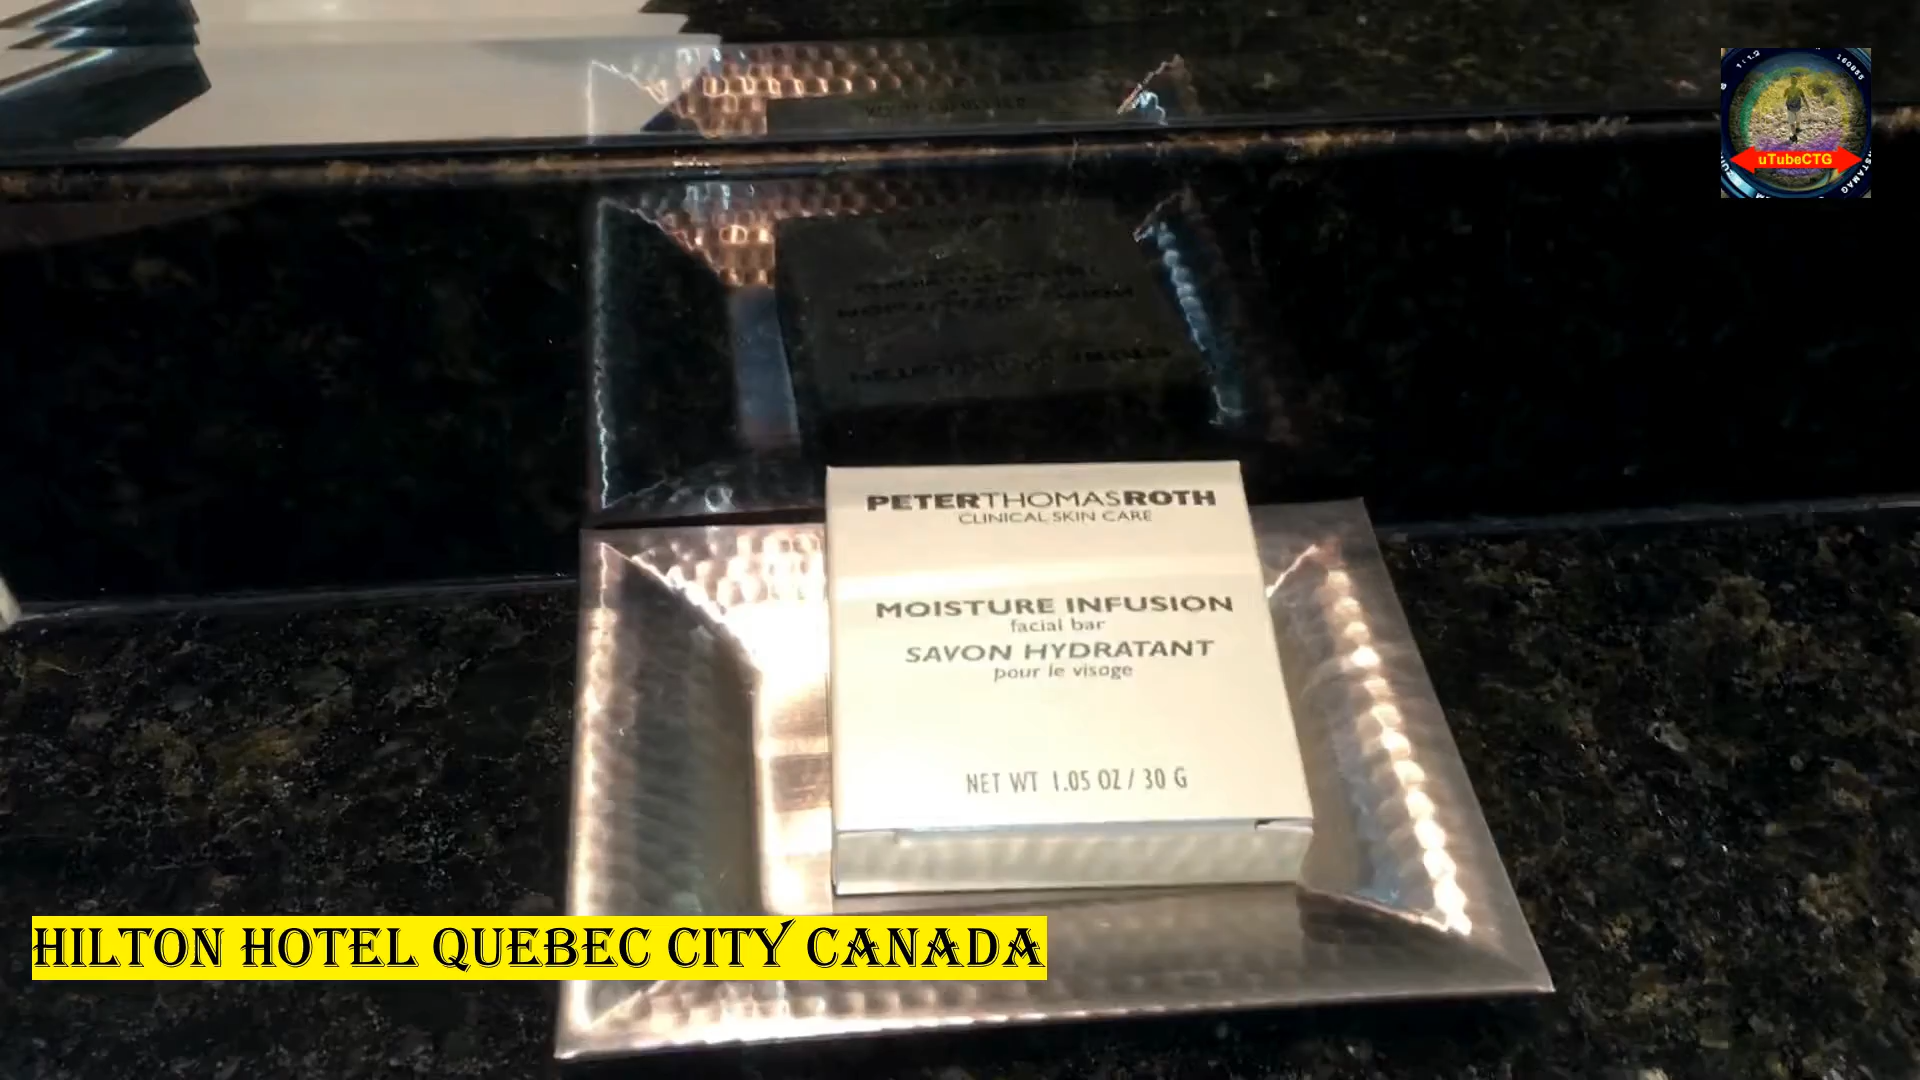 uTubeCTG
PETERTHOMASROTH
CLINICAL SKIN CARE
MOISTURE INFUSION
facial bar
SAVON HYDRATANT
pour le visage
NET WT 1.05 OZ / 30 G
HILTON HOTEL QUEBEC CITY CANADA